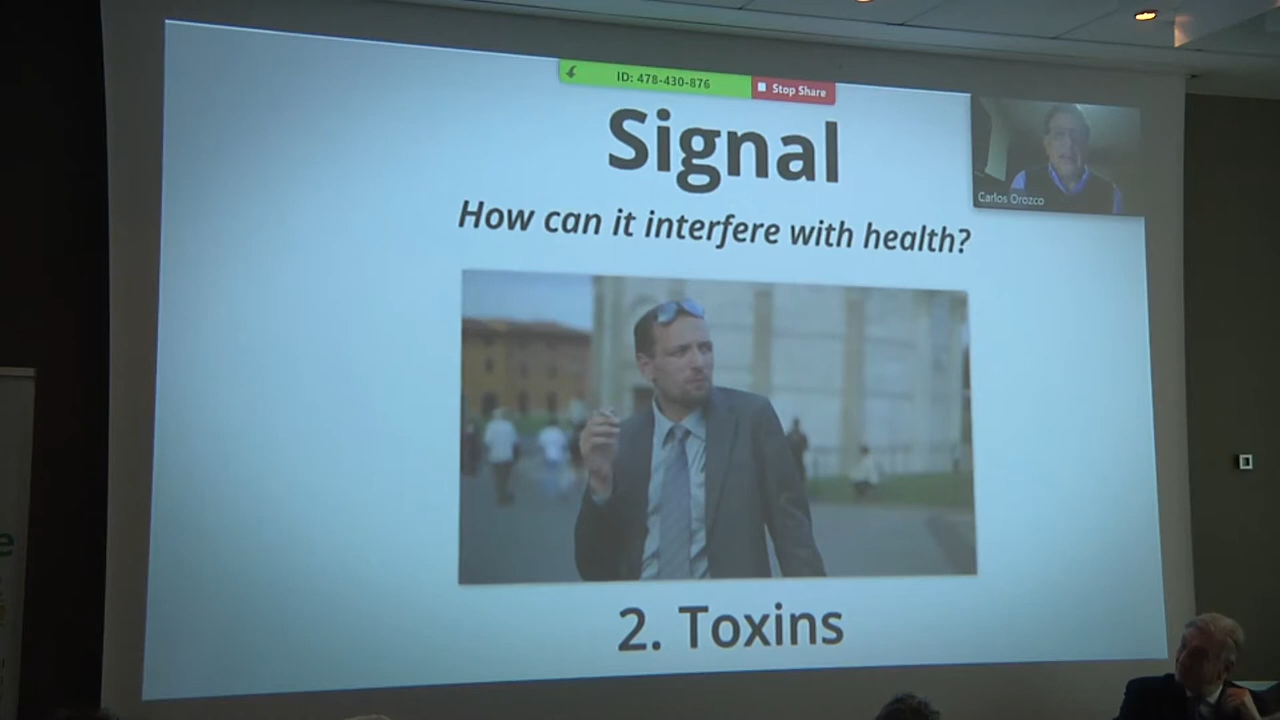 ID: 478-430-876
Stop Share
Signal
Carlos Orozco
How can it interfere with health?
2. Toxins
e